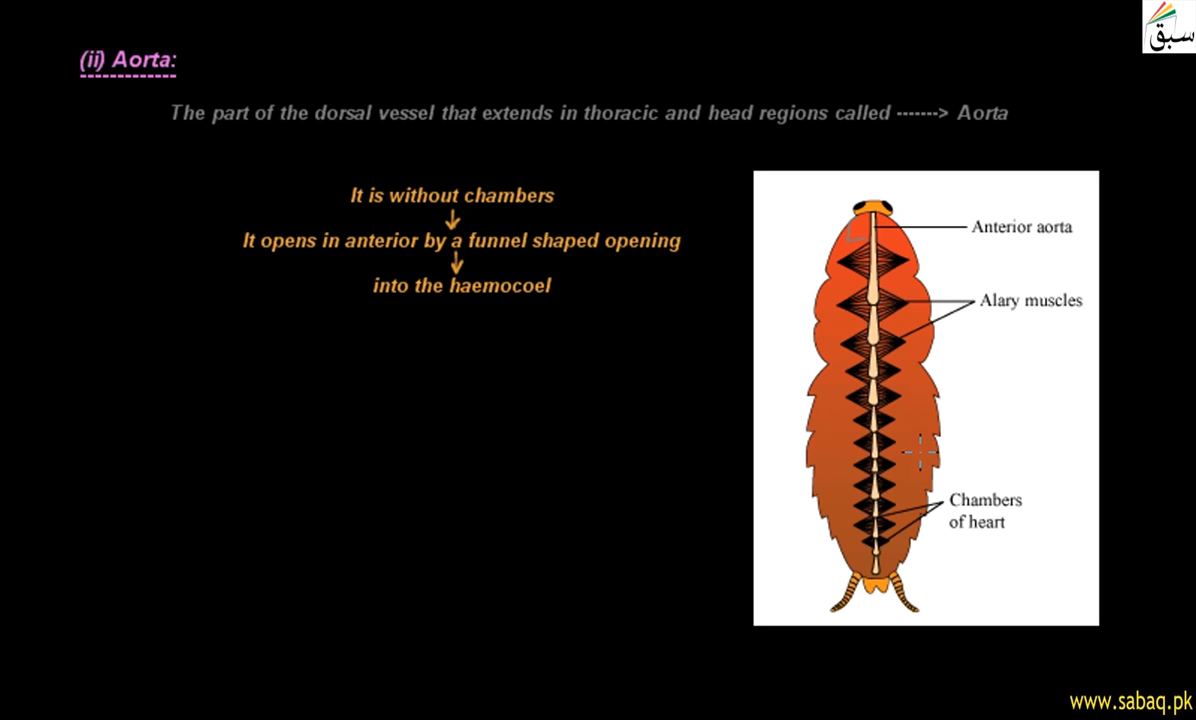 سبق
(ii) Aorta:
The part of the dorsal vessel that extends in thoracic and head regions called -------> Aorta
It is without chambers
It opens in anterior by a funnel shaped opening
into the haemocoel
Anterior aorta
Alary muscles
Chambers
of heart
www.sabaq.pk